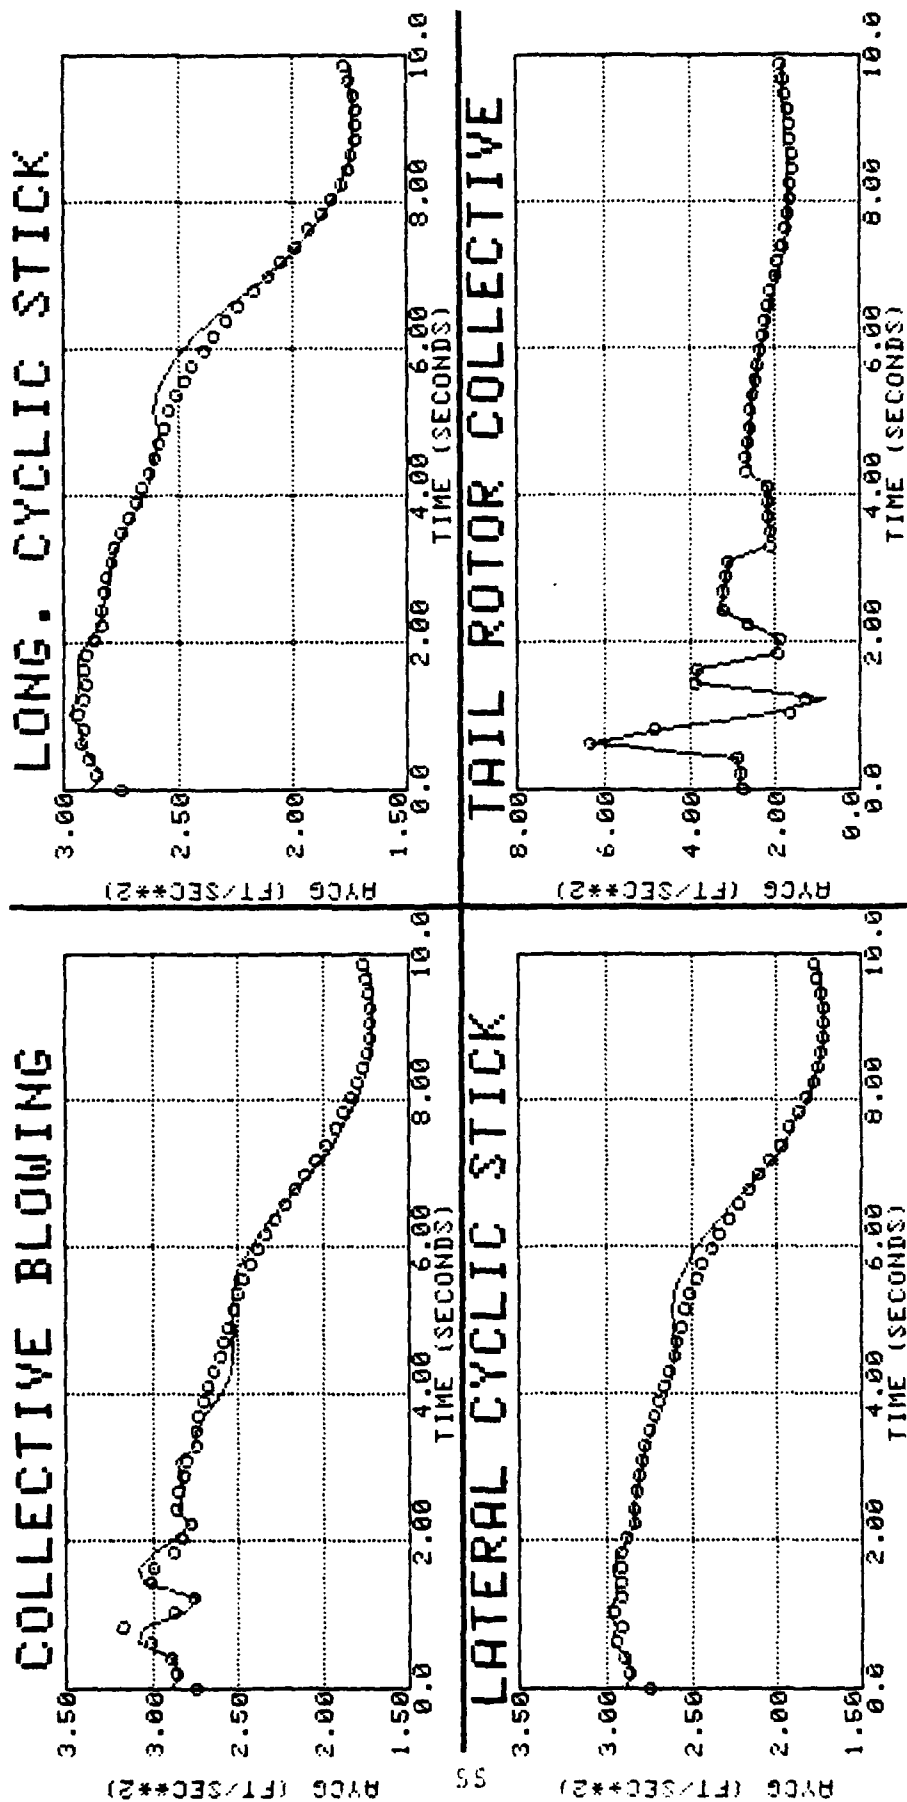 COLLECTIVE BLOWING
AYCG (FT/SEC**2)
3.50
3.00
2.50
2.00
1.50
0.0 2.00 4.00 6.00 8.00 10.0
TIME (SECONDS)
LONG. CYCLIC STICK
AYCG (FT/SEC**2)
3.00
2.50
2.00
1.50
0.0 2.00 4.00 6.00 8.00 10.0
TIME (SECONDS)
LATERAL CYCLIC STICK
AYCG (FT/SEC**2)
3.50
3.00
2.50
2.00
1.50
0.0 2.00 4.00 6.00 8.00 10.0
TIME (SECONDS)
TAIL ROTOR COLLECTIVE
AYCG (FT/SEC**2)
8.00
6.00
4.00
2.00
0.0
0.0 2.00 4.00 6.00 8.00 10.0
TIME (SECONDS)
55